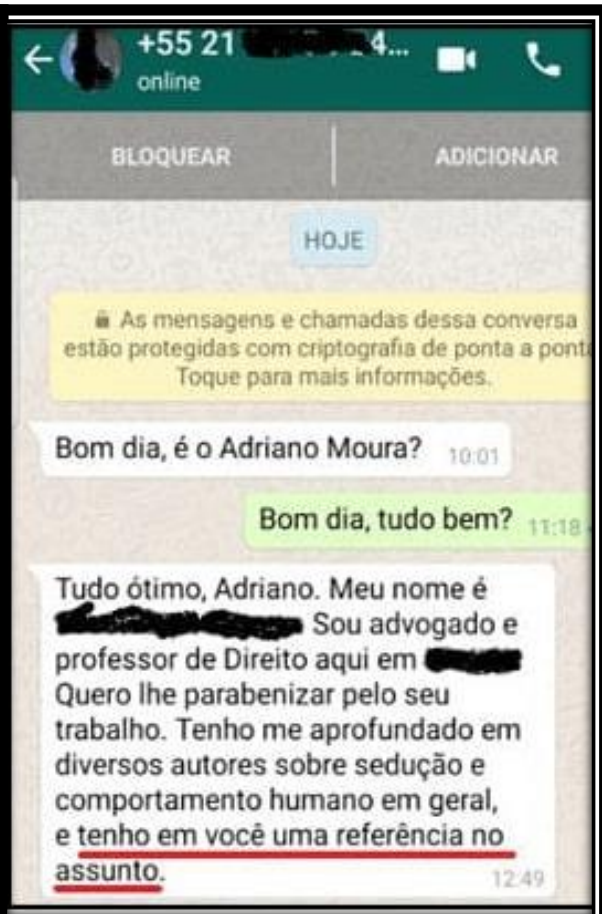 +55 21 4...
online
BLOQUEAR
ADICIONAR
HOJE
As mensagens e chamadas dessa conversa
estão protegidas com criptografia de ponta a ponta
Toque para mais informações.
Bom dia, é o Adriano Moura? 10:01
Bom dia, tudo bem? 11:18
Tudo ótimo, Adriano. Meu nome é
Sou advogado e
professor de Direito aqui em
Quero lhe parabenizar pelo seu
trabalho. Tenho me aprofundado em
diversos autores sobre sedução e
comportamento humano em geral,
e tenho em você uma referência no
assunto. 12:49